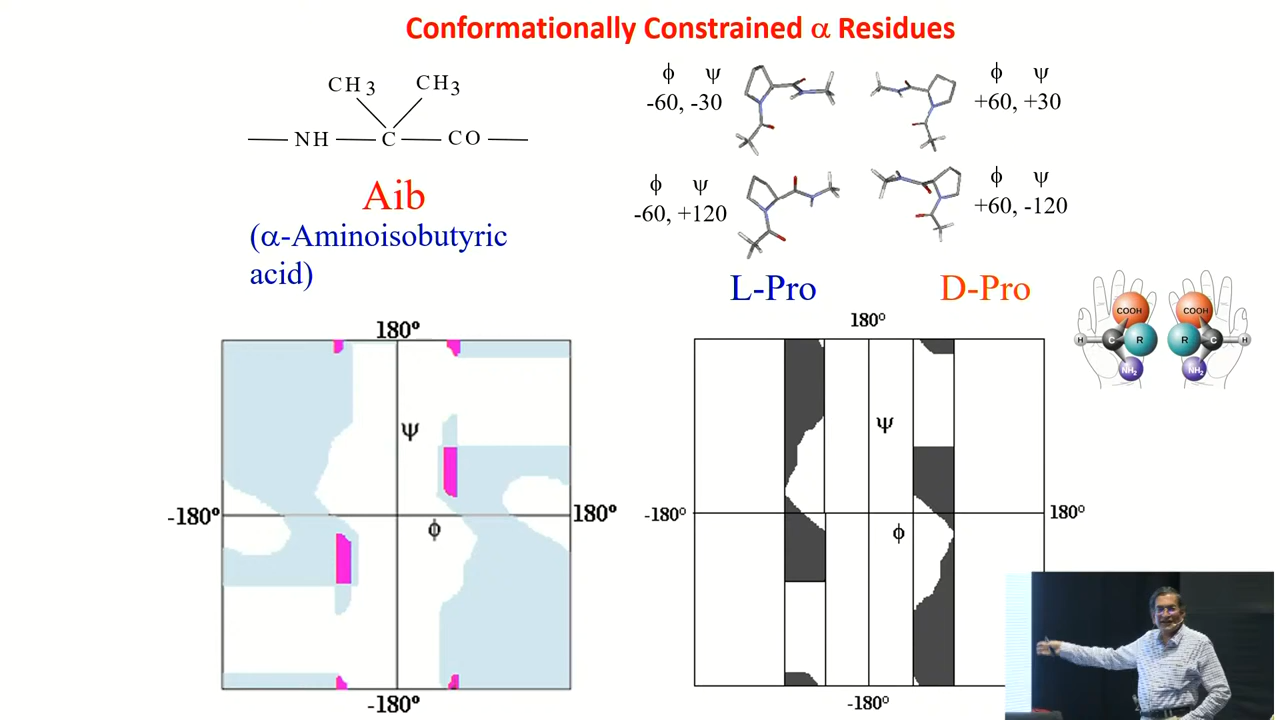 Conformationally Constrained α Residues
CH3 CH3
NH C CO
Aib
(α-Aminoisobutyric
acid)
ϕ ψ
-60, -30
ϕ ψ
+60, +30
ϕ ψ
-60, +120
ϕ ψ
+60, -120
L-Pro
D-Pro
COOH
H C R
NH₂
COOH
R C H
NH₂
180º
ψ
-180º
180º
ϕ
-180º
180º
ψ
-180º
180º
ϕ
-180º